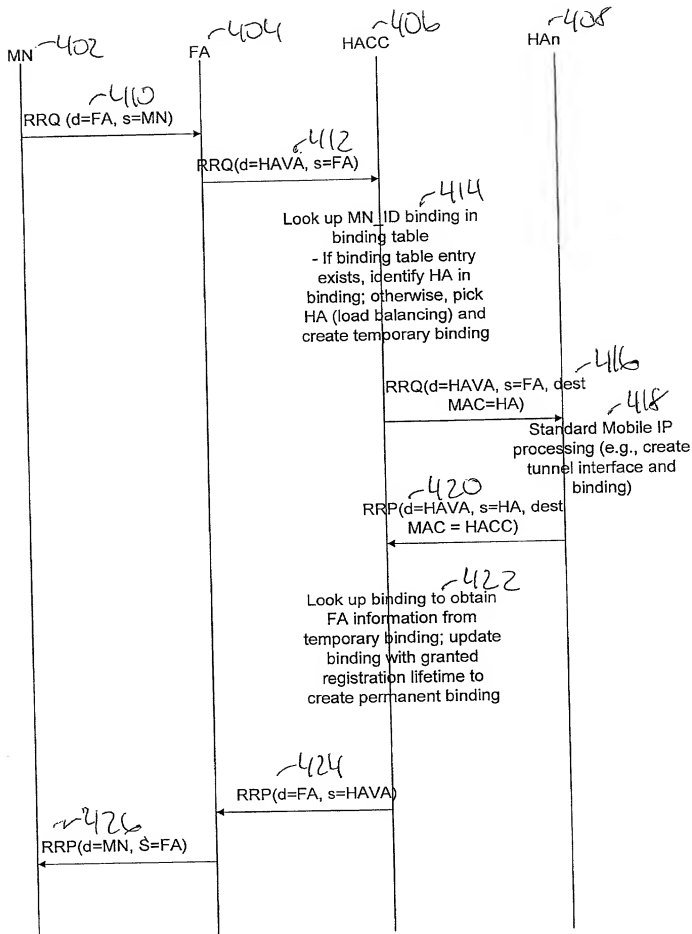 MN 402
FA 404
HACC 406
HAn 408
410
RRQ (d=FA, s=MN)
412
RRQ(d=HAVA, s=FA)
414
Look up MN_ID binding in
binding table
- If binding table entry
exists, identify HA in
binding; otherwise, pick
HA (load balancing) and
create temporary binding
416
RRQ(d=HAVA, s=FA, dest
MAC=HA)
418
Standard Mobile IP
processing (e.g., create
tunnel interface and
binding)
420
RRP(d=HAVA, s=HA, dest
MAC = HACC)
422
Look up binding to obtain
FA information from
temporary binding; update
binding with granted
registration lifetime to
create permanent binding
424
RRP(d=FA, s=HAVA)
426
RRP(d=MN, S=FA)